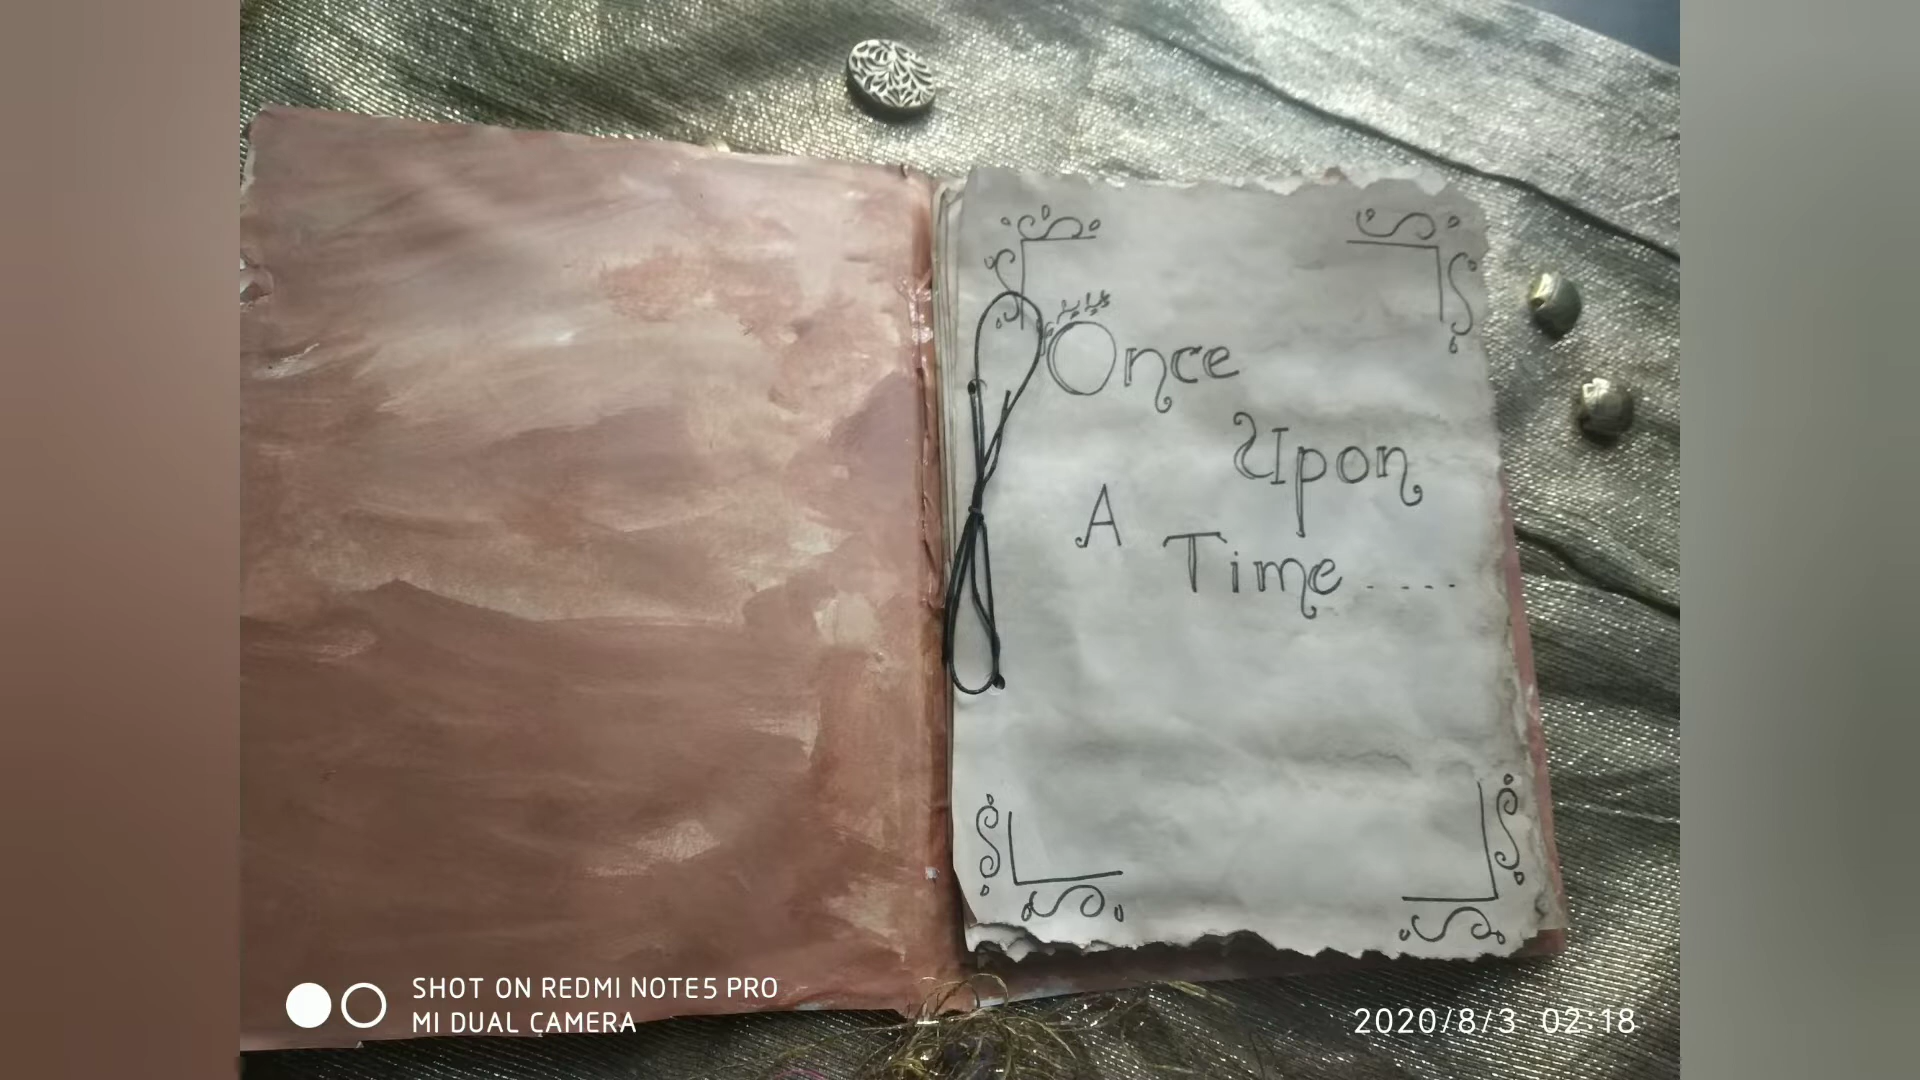 Once
Upon
A
Time.....
SHOT ON REDMI NOTE5 PRO
MI DUAL CAMERA
2020/8/3 02:18